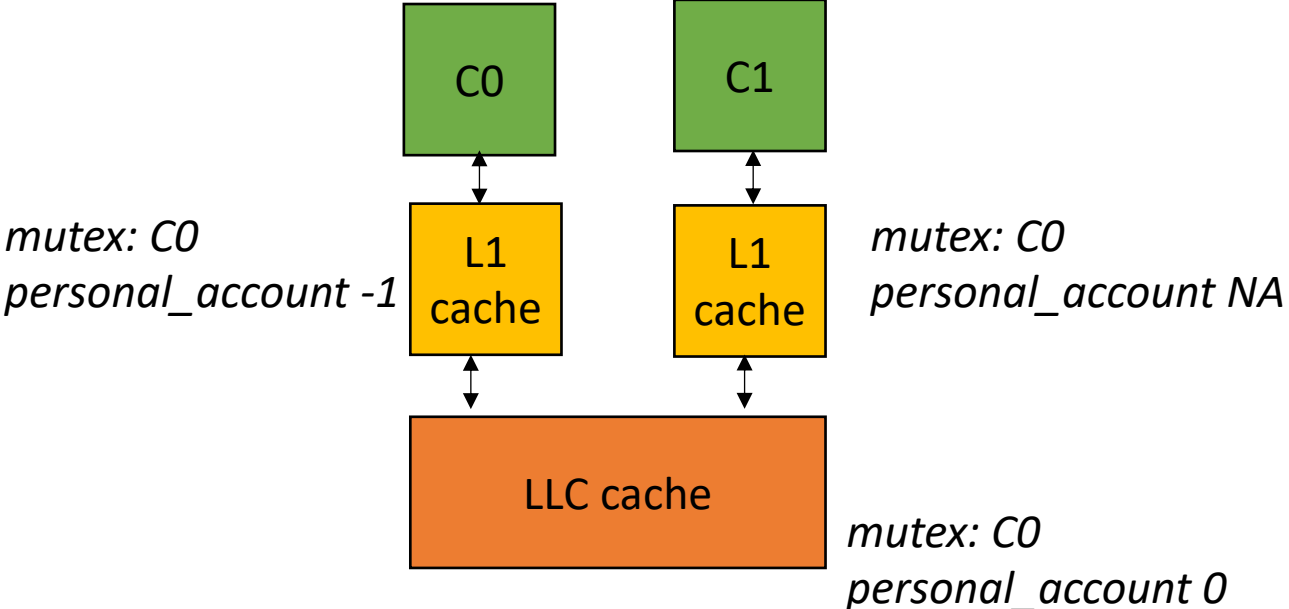 C0
C1
mutex: C0
personal_account -1
L1
cache
L1
cache
mutex: C0
personal_account NA
LLC cache
mutex: C0
personal_account 0